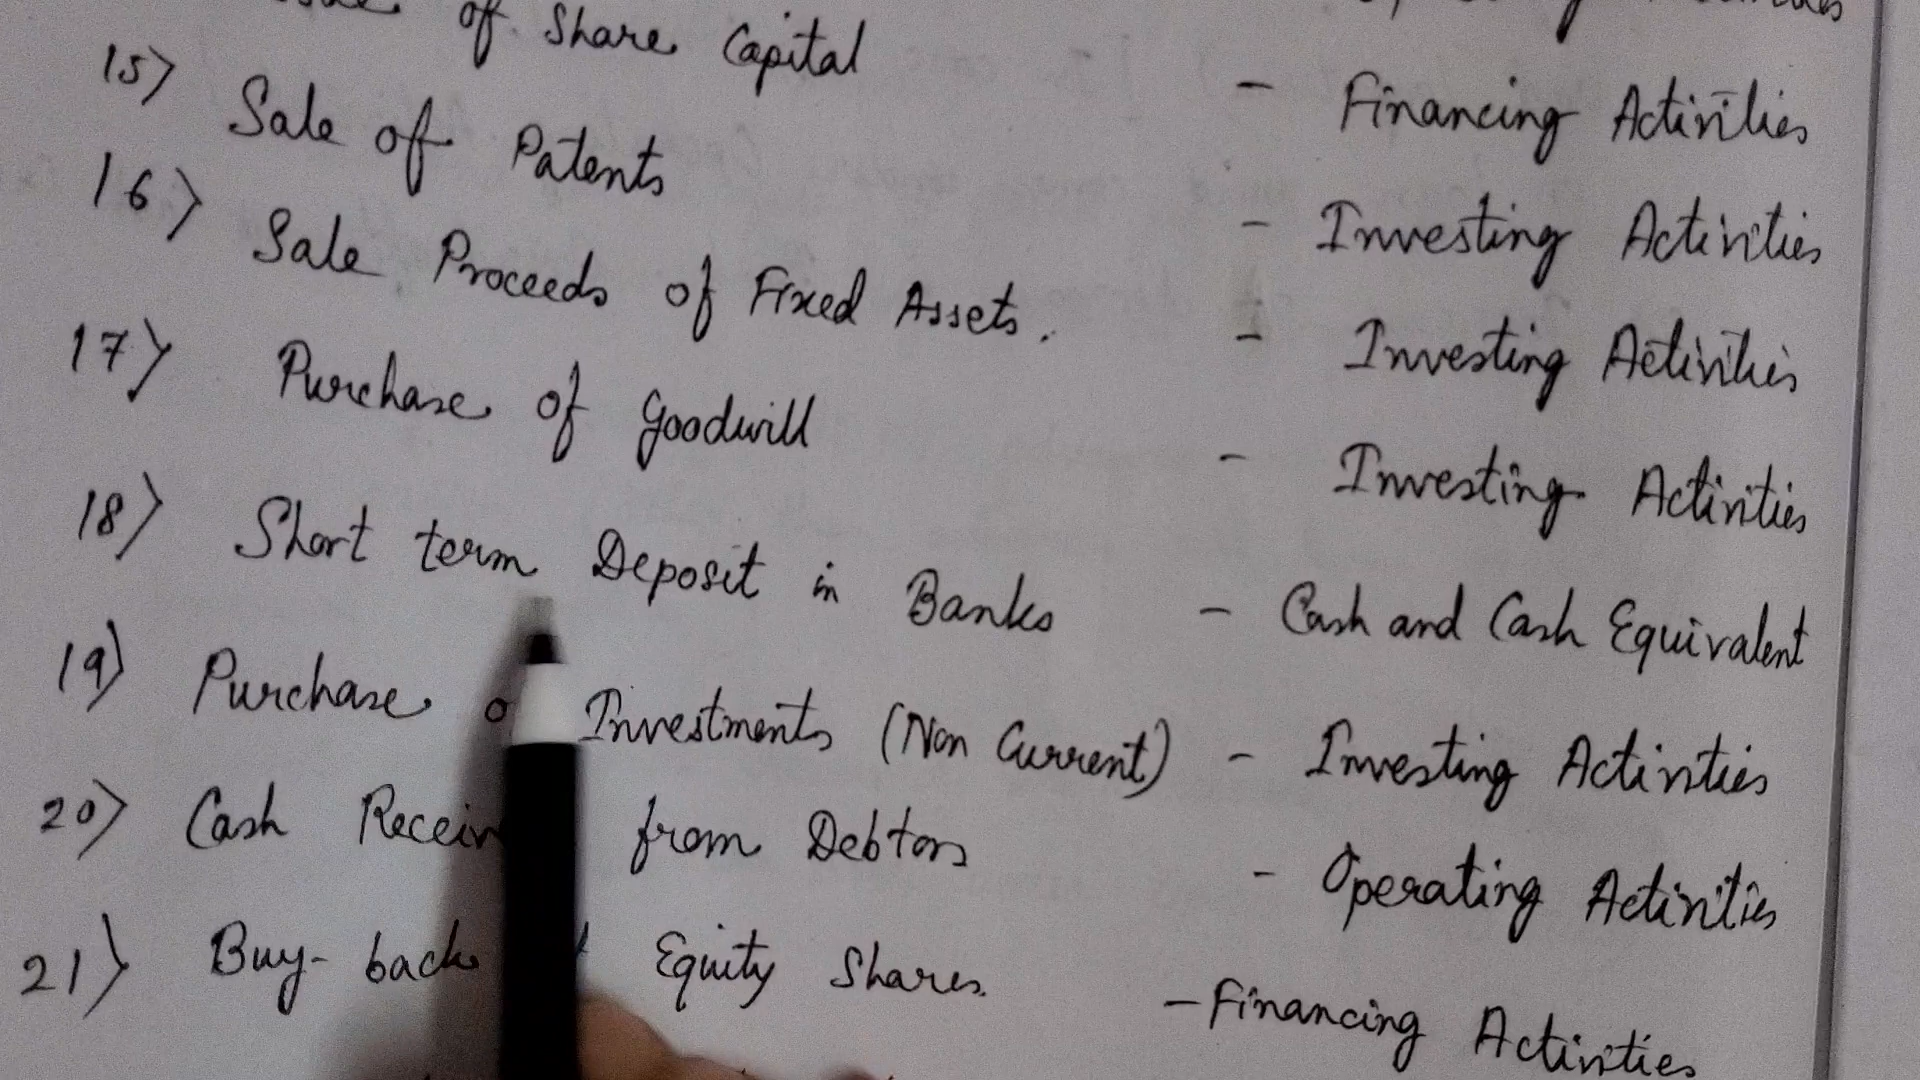 of Share Capital - Financing Activities
15) Sale of Patents - Investing Activities
16) Sale Proceeds of Fixed Assets. - Investing Activities
17) Purchase of Goodwill - Investing Activities
18) Short term Deposit in Banks - Cash and Cash Equivalent
19) Purchase Investments (Non Current) - Investing Activities
20) Cash from Debtors - Operating Activities
21) Buy-back Equity Shares. - Financing Activities